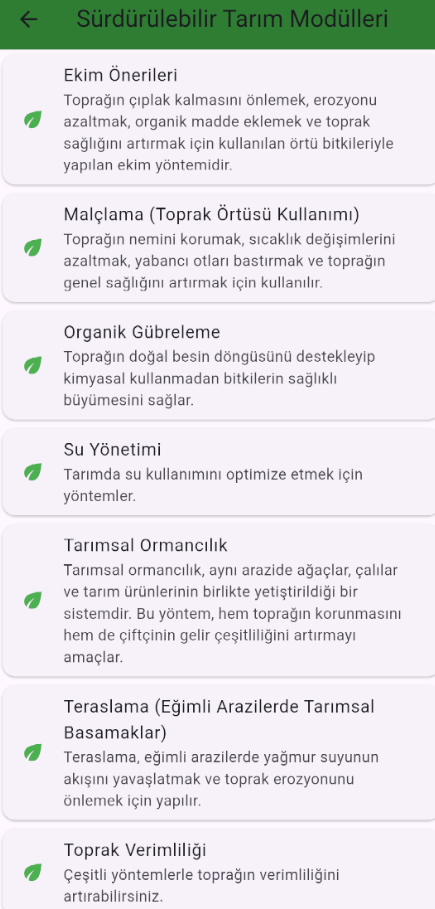 Sürdürülebilir Tarım Modülleri
Ekim Önerileri
Toprağın çıplak kalmasını önlemek, erozyonu
azaltmak, organik madde eklemek ve toprak
sağlığını artırmak için kullanılan örtü bitkileriyle
yapılan ekim yöntemidir.
Malçlama (Toprak Örtüsü Kullanımı)
Toprağın nemini korumak, sıcaklık değişimlerini
azaltmak, yabancı otları bastırmak ve toprağın
genel sağlığını artırmak için kullanılır.
Organik Gübreleme
Toprağın doğal besin döngüsünü destekleyip
kimyasal kullanmadan bitkilerin sağlıklı
büyümesini sağlar.
Su Yönetimi
Tarımda su kullanımını optimize etmek için
yöntemler.
Tarımsal Ormancılık
Tarımsal ormancılık, aynı arazide ağaçlar, çalılar
ve tarım ürünlerinin birlikte yetiştirildiği bir
sistemdir. Bu yöntem, hem toprağın korunmasını
hem de çiftçinin gelir çeşitliliğini artırmayı
amaçlar.
Teraslama (Eğimli Arazilerde Tarımsal
Basamaklar)
Teraslama, eğimli arazilerde yağmur suyunun
akışını yavaşlatmak ve toprak erozyonunu
önlemek için yapılır.
Toprak Verimliliği
Çeşitli yöntemlerle toprağın verimliliğini
artırabilirsiniz.